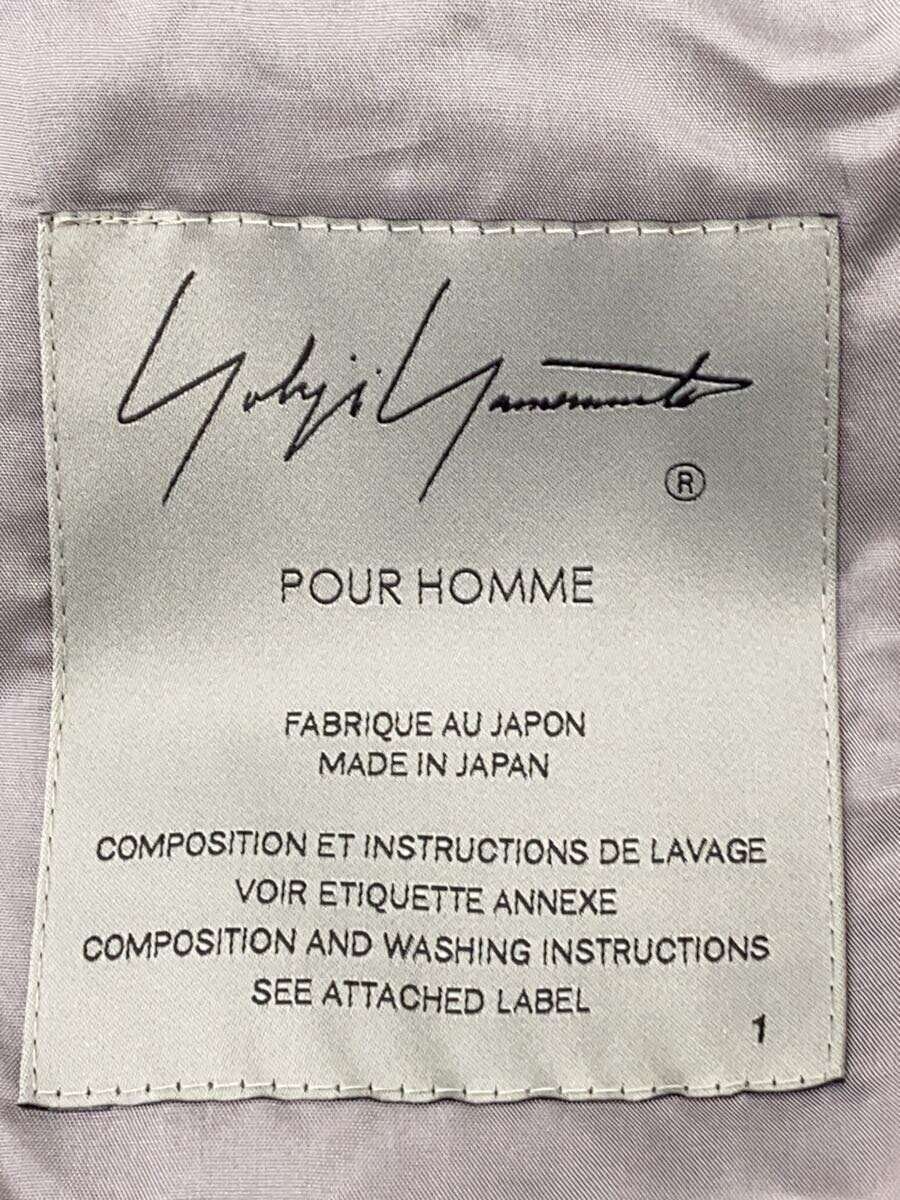 Yohji Yamamoto
®
POUR HOMME
FABRIQUE AU JAPON
MADE IN JAPAN
COMPOSITION ET INSTRUCTIONS DE LAVAGE
VOIR ETIQUETTE ANNEXE
COMPOSITION AND WASHING INSTRUCTIONS
SEE ATTACHED LABEL
1